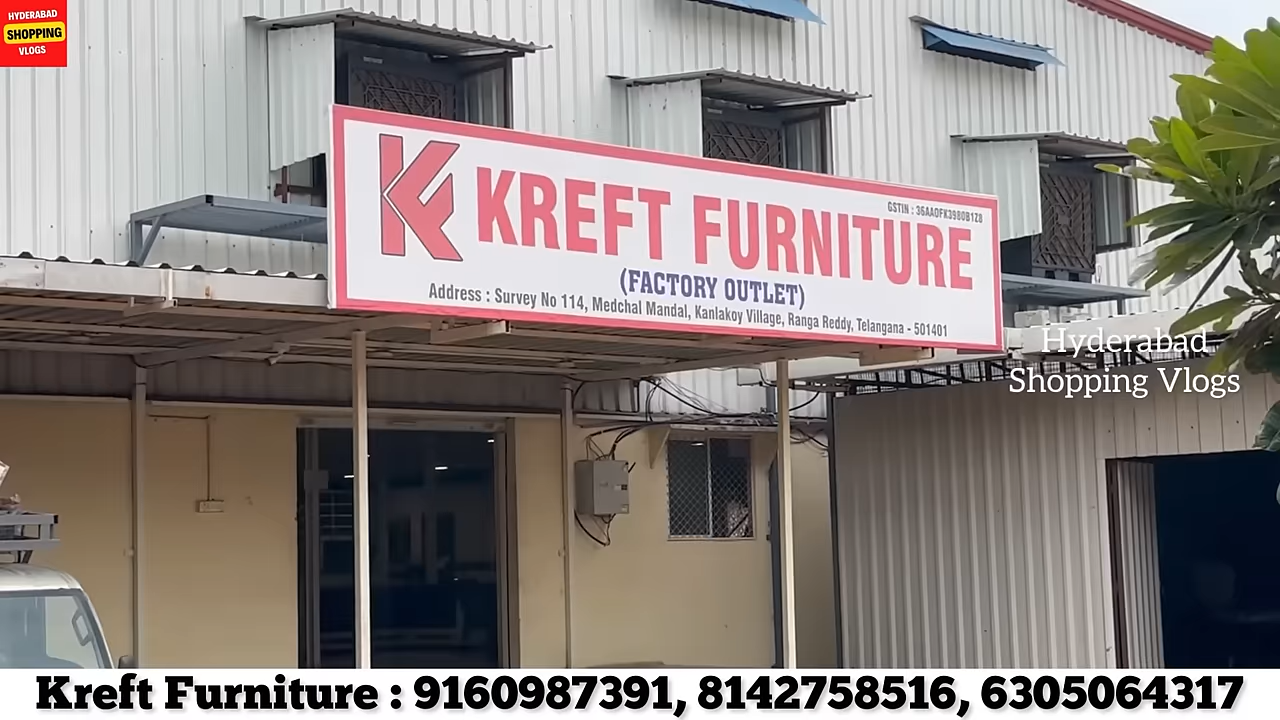 HYDERABAD
SHOPPING
VLOGS
GSTIN : 36AAOFK3980B1Z8
KF KREFT FURNITURE
(FACTORY OUTLET)
Address : Survey No 114, Medchal Mandal, Kanlakoy Village, Ranga Reddy, Telangana - 501401
Hyderabad
Shopping Vlogs
Kreft Furniture : 9160987391, 8142758516, 6305064317